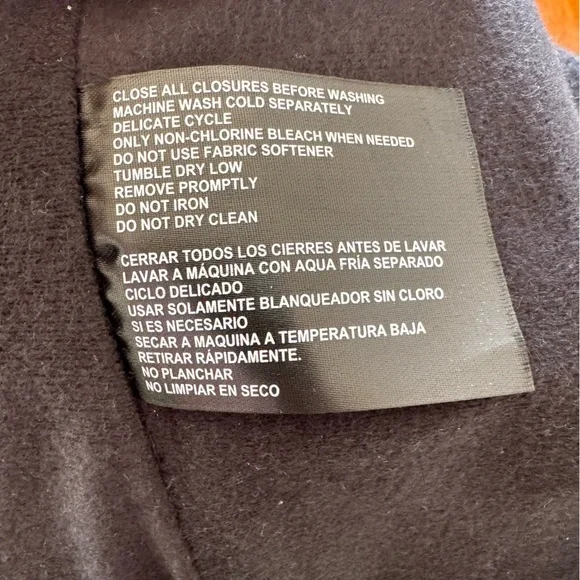 CLOSE ALL CLOSURES BEFORE WASHING
MACHINE WASH COLD SEPARATELY
DELICATE CYCLE
ONLY NON-CHLORINE BLEACH WHEN NEEDED
DO NOT USE FABRIC SOFTENER
TUMBLE DRY LOW
REMOVE PROMPTLY
DO NOT IRON
DO NOT DRY CLEAN
CERRAR TODOS LOS CIERRES ANTES DE LAVAR
LAVAR A MÁQUINA CON AQUA FRÍA SEPARADO
CICLO DELICADO
USAR SOLAMENTE BLANQUEADOR SIN CLORO
SI ES NECESARIO
SECAR A MAQUINA A TEMPERATURA BAJA
RETIRAR RÁPIDAMENTE.
NO PLANCHAR
NO LIMPIAR EN SECO